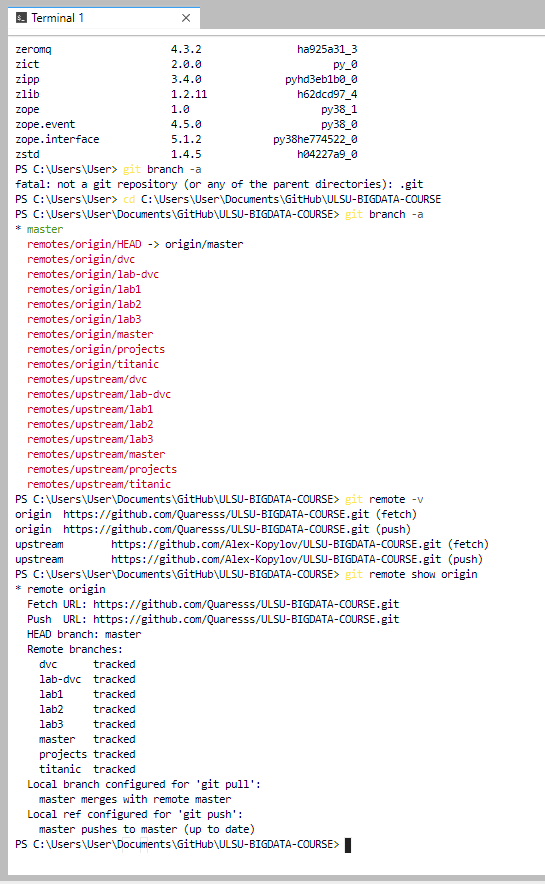 Terminal 1
zeromq 4.3.2 ha925a31_3
zict 2.0.0 py_0
zipp 3.4.0 pyhd3eb1b0_0
zlib 1.2.11 h62dcd97_4
zope 1.0 py38_1
zope.event 4.5.0 py38_0
zope.interface 5.1.2 py38he774522_0
zstd 1.4.5 h04227a9_0
PS C:\Users\User> git branch -a
fatal: not a git repository (or any of the parent directories): .git
PS C:\Users\User> cd C:\Users\User\Documents\GitHub\ULSU-BIGDATA-COURSE
PS C:\Users\User\Documents\GitHub\ULSU-BIGDATA-COURSE> git branch -a
* master
remotes/origin/HEAD -> origin/master
remotes/origin/dvc
remotes/origin/lab-dvc
remotes/origin/lab1
remotes/origin/lab2
remotes/origin/lab3
remotes/origin/master
remotes/origin/projects
remotes/origin/titanic
remotes/upstream/dvc
remotes/upstream/lab-dvc
remotes/upstream/lab1
remotes/upstream/lab2
remotes/upstream/lab3
remotes/upstream/master
remotes/upstream/projects
remotes/upstream/titanic
PS C:\Users\User\Documents\GitHub\ULSU-BIGDATA-COURSE> git remote -v
origin https://github.com/Quaresss/ULSU-BIGDATA-COURSE.git (fetch)
origin https://github.com/Quaresss/ULSU-BIGDATA-COURSE.git (push)
upstream https://github.com/Alex-Kopylov/ULSU-BIGDATA-COURSE.git (fetch)
upstream https://github.com/Alex-Kopylov/ULSU-BIGDATA-COURSE.git (push)
PS C:\Users\User\Documents\GitHub\ULSU-BIGDATA-COURSE> git remote show origin
* remote origin
Fetch URL: https://github.com/Quaresss/ULSU-BIGDATA-COURSE.git
Push URL: https://github.com/Quaresss/ULSU-BIGDATA-COURSE.git
HEAD branch: master
Remote branches:
dvc tracked
lab-dvc tracked
lab1 tracked
lab2 tracked
lab3 tracked
master tracked
projects tracked
titanic tracked
Local branch configured for 'git pull':
master merges with remote master
Local ref configured for 'git push':
master pushes to master (up to date)
PS C:\Users\User\Documents\GitHub\ULSU-BIGDATA-COURSE>